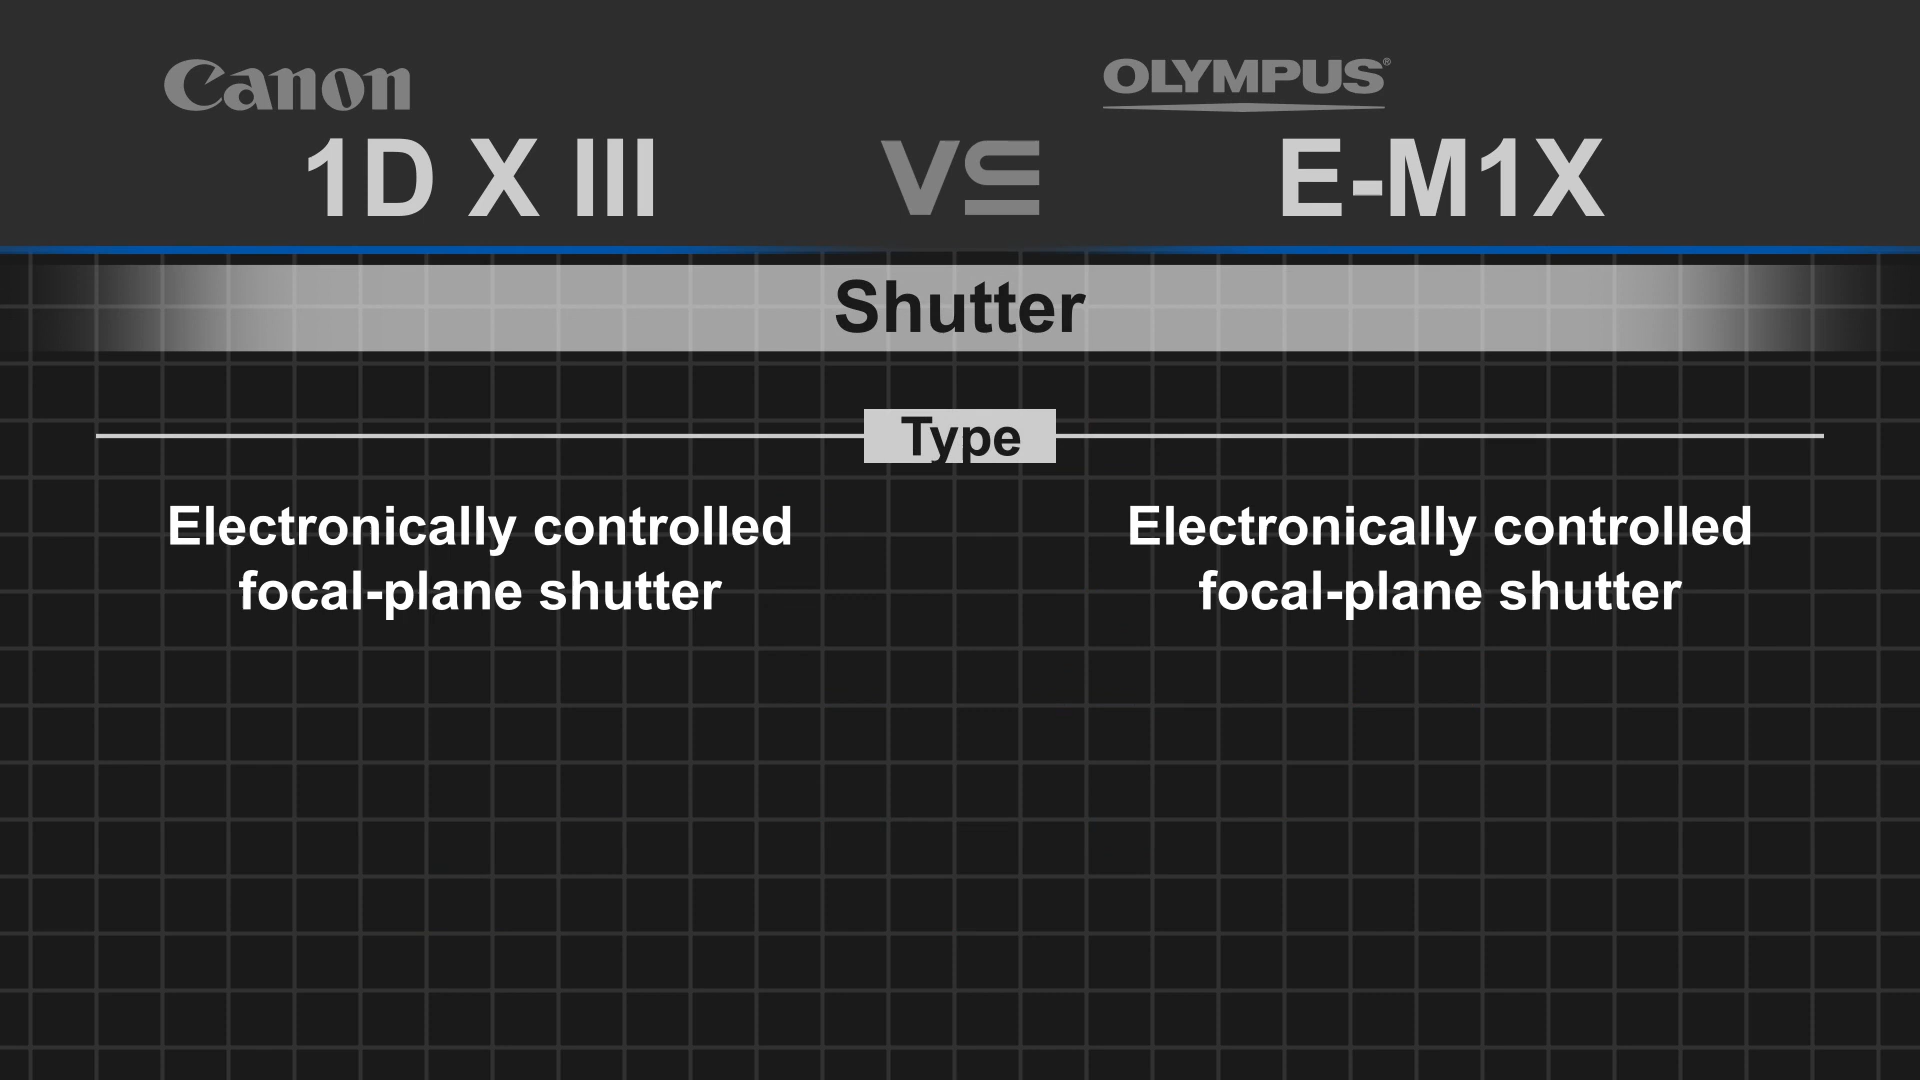 Canon
OLYMPUS®
1D X III
VS
E-M1X
Shutter
Type
Electronically controlled
focal-plane shutter
Electronically controlled
focal-plane shutter